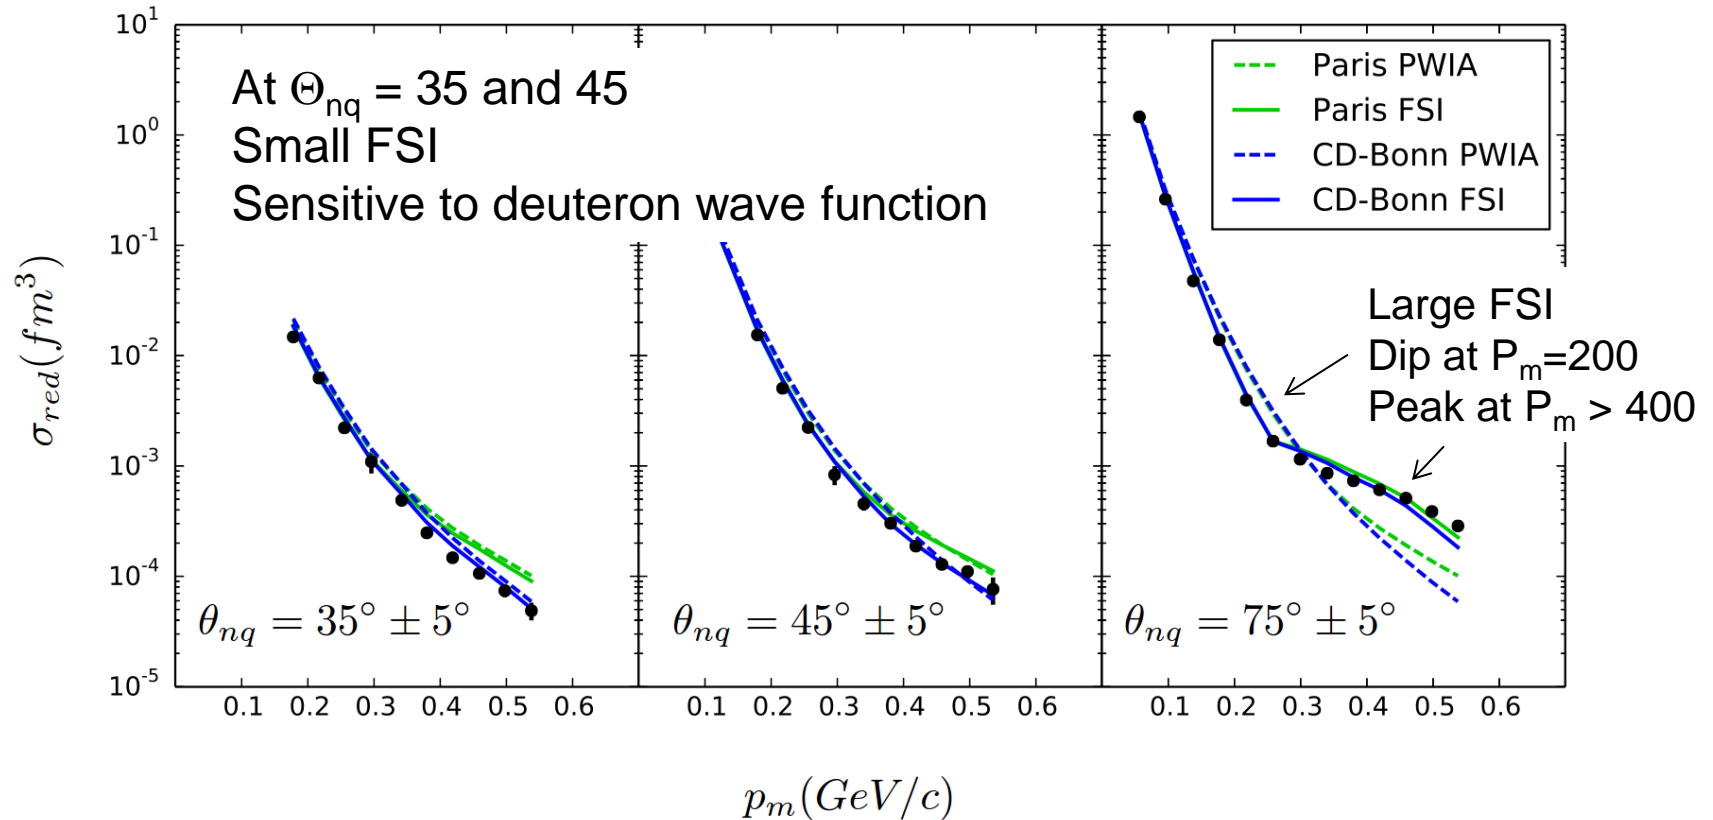 At Θnq = 35 and 45
Small FSI
Sensitive to deuteron wave function
Paris PWIA
Paris FSI
CD-Bonn PWIA
CD-Bonn FSI
Large FSI
Dip at Pm=200
Peak at Pm > 400
10^1
10^0
10^-1
10^-2
10^-3
10^-4
10^-5
σred(fm^3)
θnq = 35° ± 5°
θnq = 45° ± 5°
θnq = 75° ± 5°
0.1 0.2 0.3 0.4 0.5 0.6
0.1 0.2 0.3 0.4 0.5 0.6
0.1 0.2 0.3 0.4 0.5 0.6
pm(GeV/c)